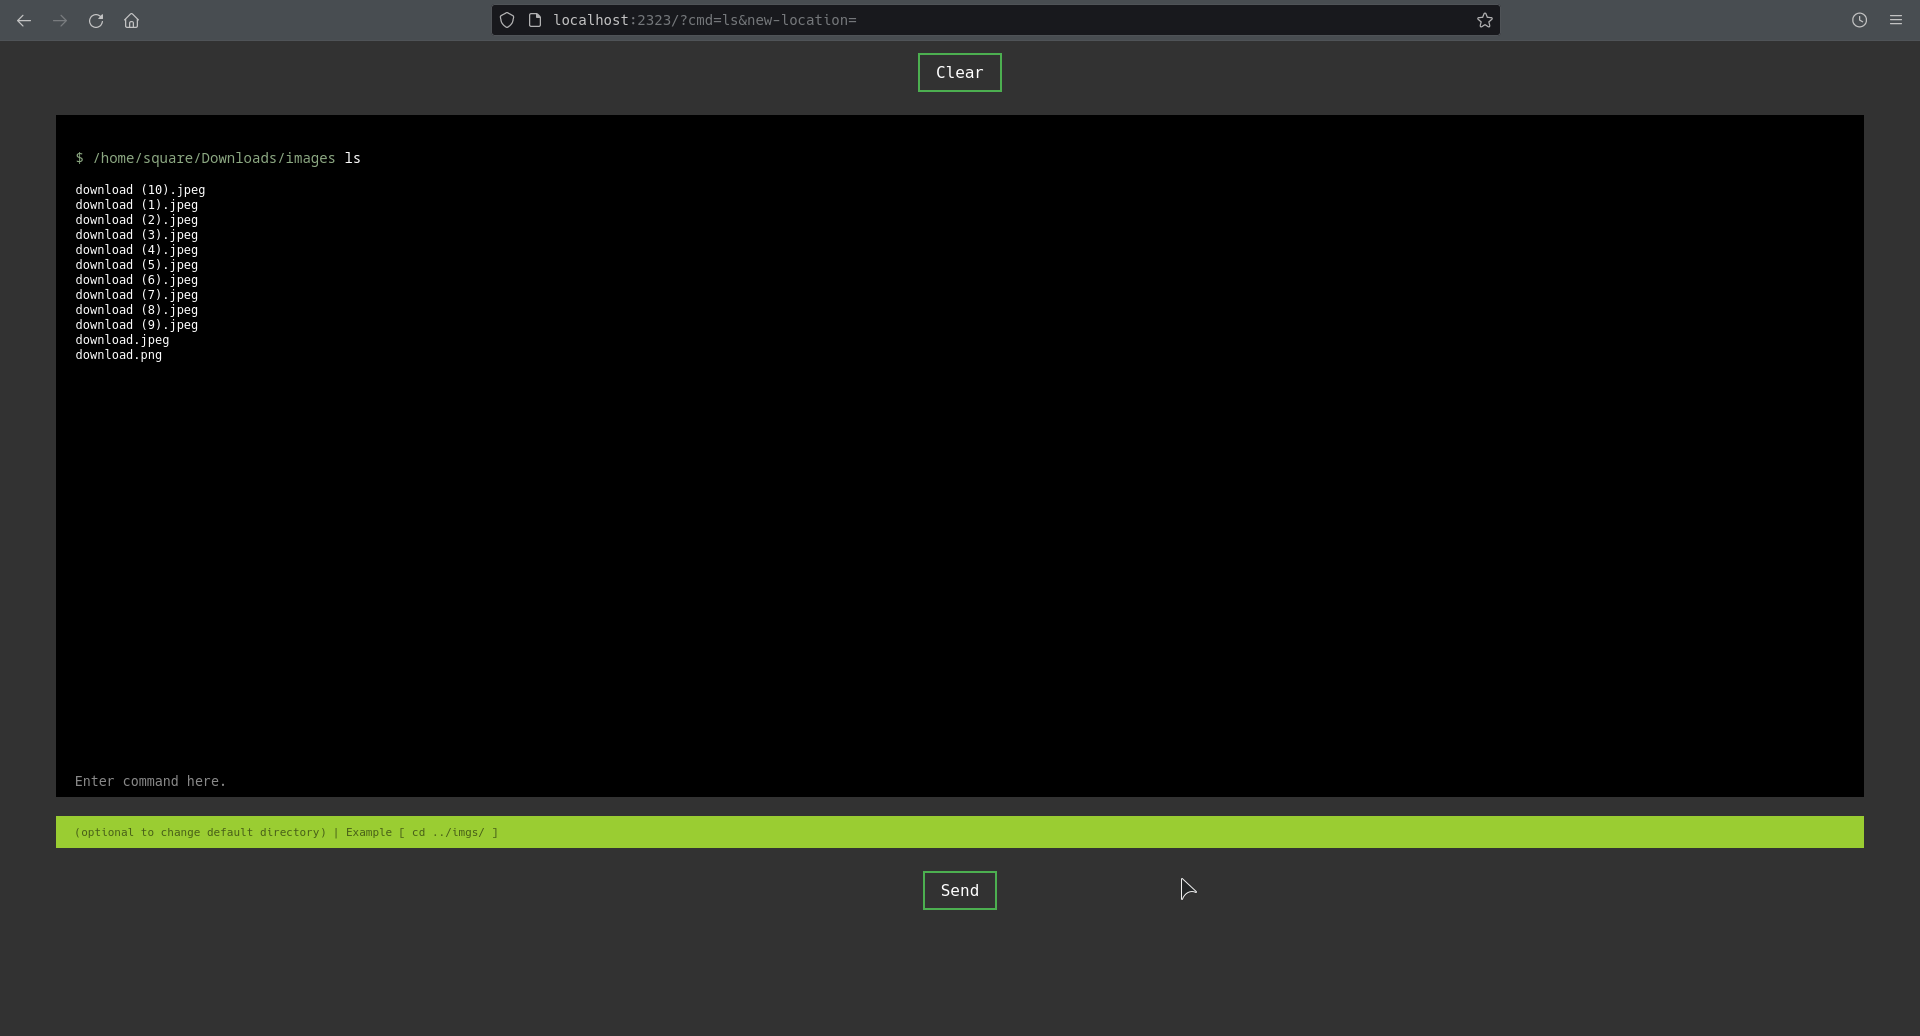 localhost:2323/?cmd=ls&new-location=
Clear
$ /home/square/Downloads/images ls
download (10).jpeg
download (1).jpeg
download (2).jpeg
download (3).jpeg
download (4).jpeg
download (5).jpeg
download (6).jpeg
download (7).jpeg
download (8).jpeg
download (9).jpeg
download.jpeg
download.png
Enter command here.
(optional to change default directory) | Example [ cd ../imgs/ ]
Send